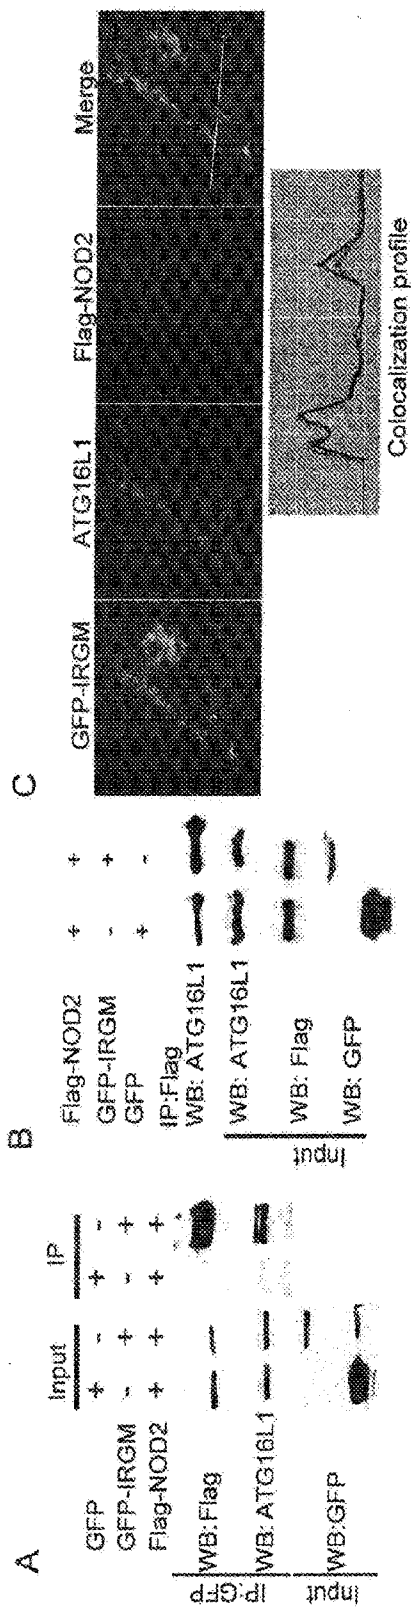 A
Input IP
GFP + - + -
GFP-IRGM - + - +
Flag-NOD2 + + + +
IP:GFP
WB:Flag
WB: ATG16L1
Input
WB:GFP
B
Flag-NOD2 + +
GFP-IRGM - +
GFP + -
IP:Flag
WB: ATG16L1
Input
WB: ATG16L1
WB: Flag
WB: GFP
C
GFP-IRGM ATG16L1 Flag-NOD2 Merge
Colocalization profile